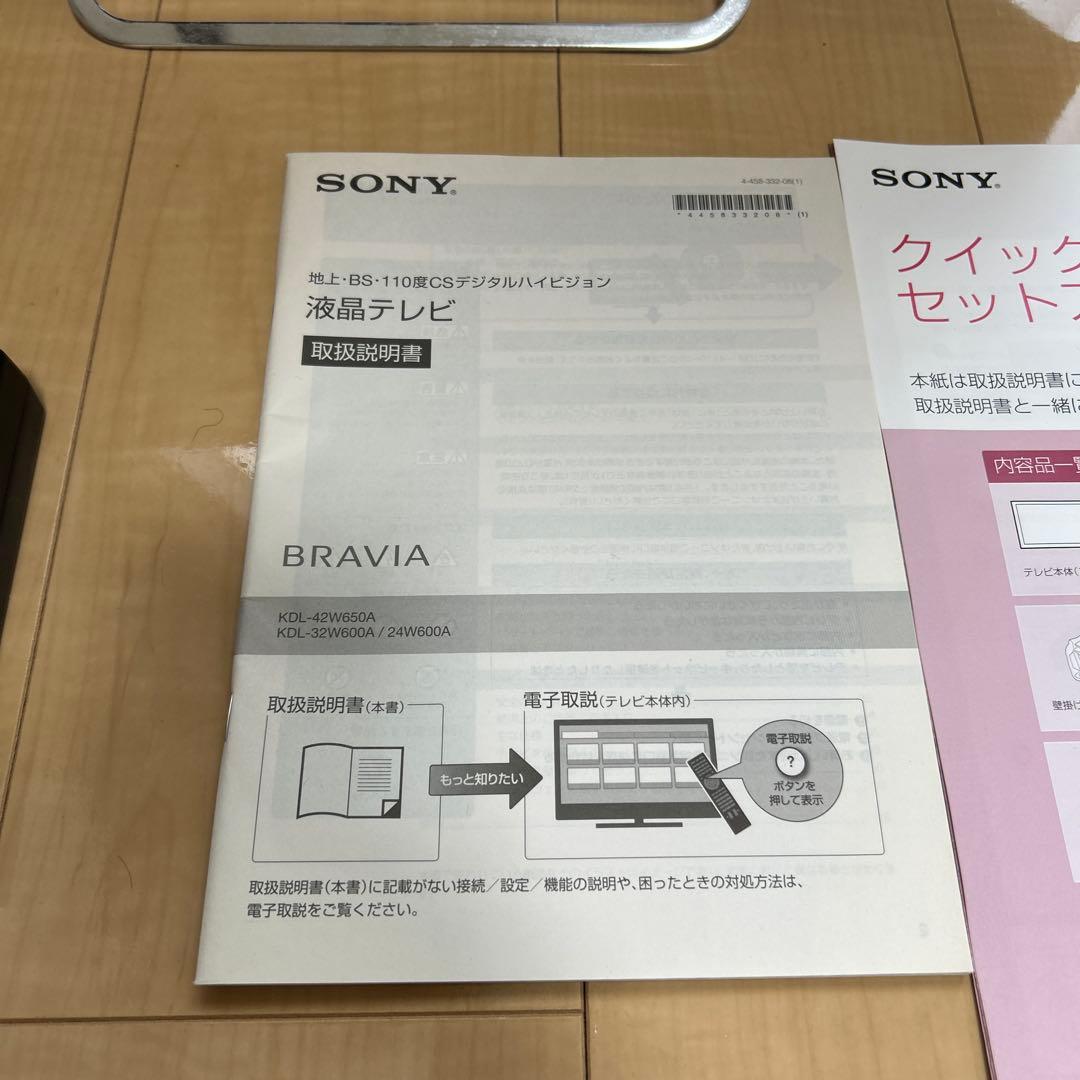 SONY®
4-458-332-08(1)
*445833208* (1)
地上・BS・110度CSデジタルハイビジョン
液晶テレビ
取扱説明書
BRAVIA
KDL-42W650A
KDL-32W600A / 24W600A
取扱説明書(本書)
もっと知りたい
電子取説(テレビ本体内)
電子取説
?
ボタンを
押して表示
取扱説明書(本書)に記載がない接続/設定/機能の説明や、困ったときの対処方法は、
電子取説をご覧ください。
SONY®
クイック
セット
本紙は取扱説明書に
取扱説明書と一緒に
内容品一覧
テレビ本体(
壁掛け